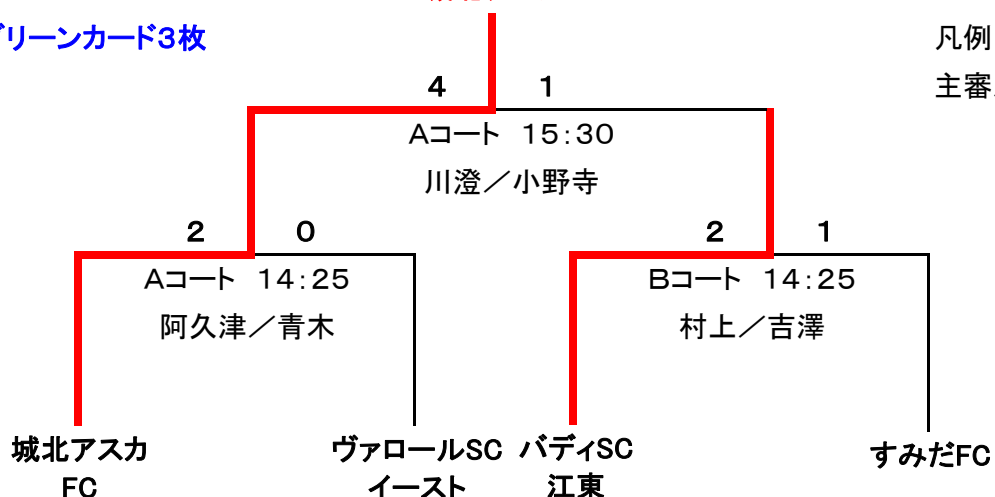 リーンカード3枚
凡例
主審
4 1
Aコート 15:30
川澄／小野寺
2 0
2 1
Aコート 14:25
Bコート 14:25
阿久津／青木
村上／吉澤
城北アスカ
FC
ヴァロールSC
イースト
バディSC
江東
すみだFC